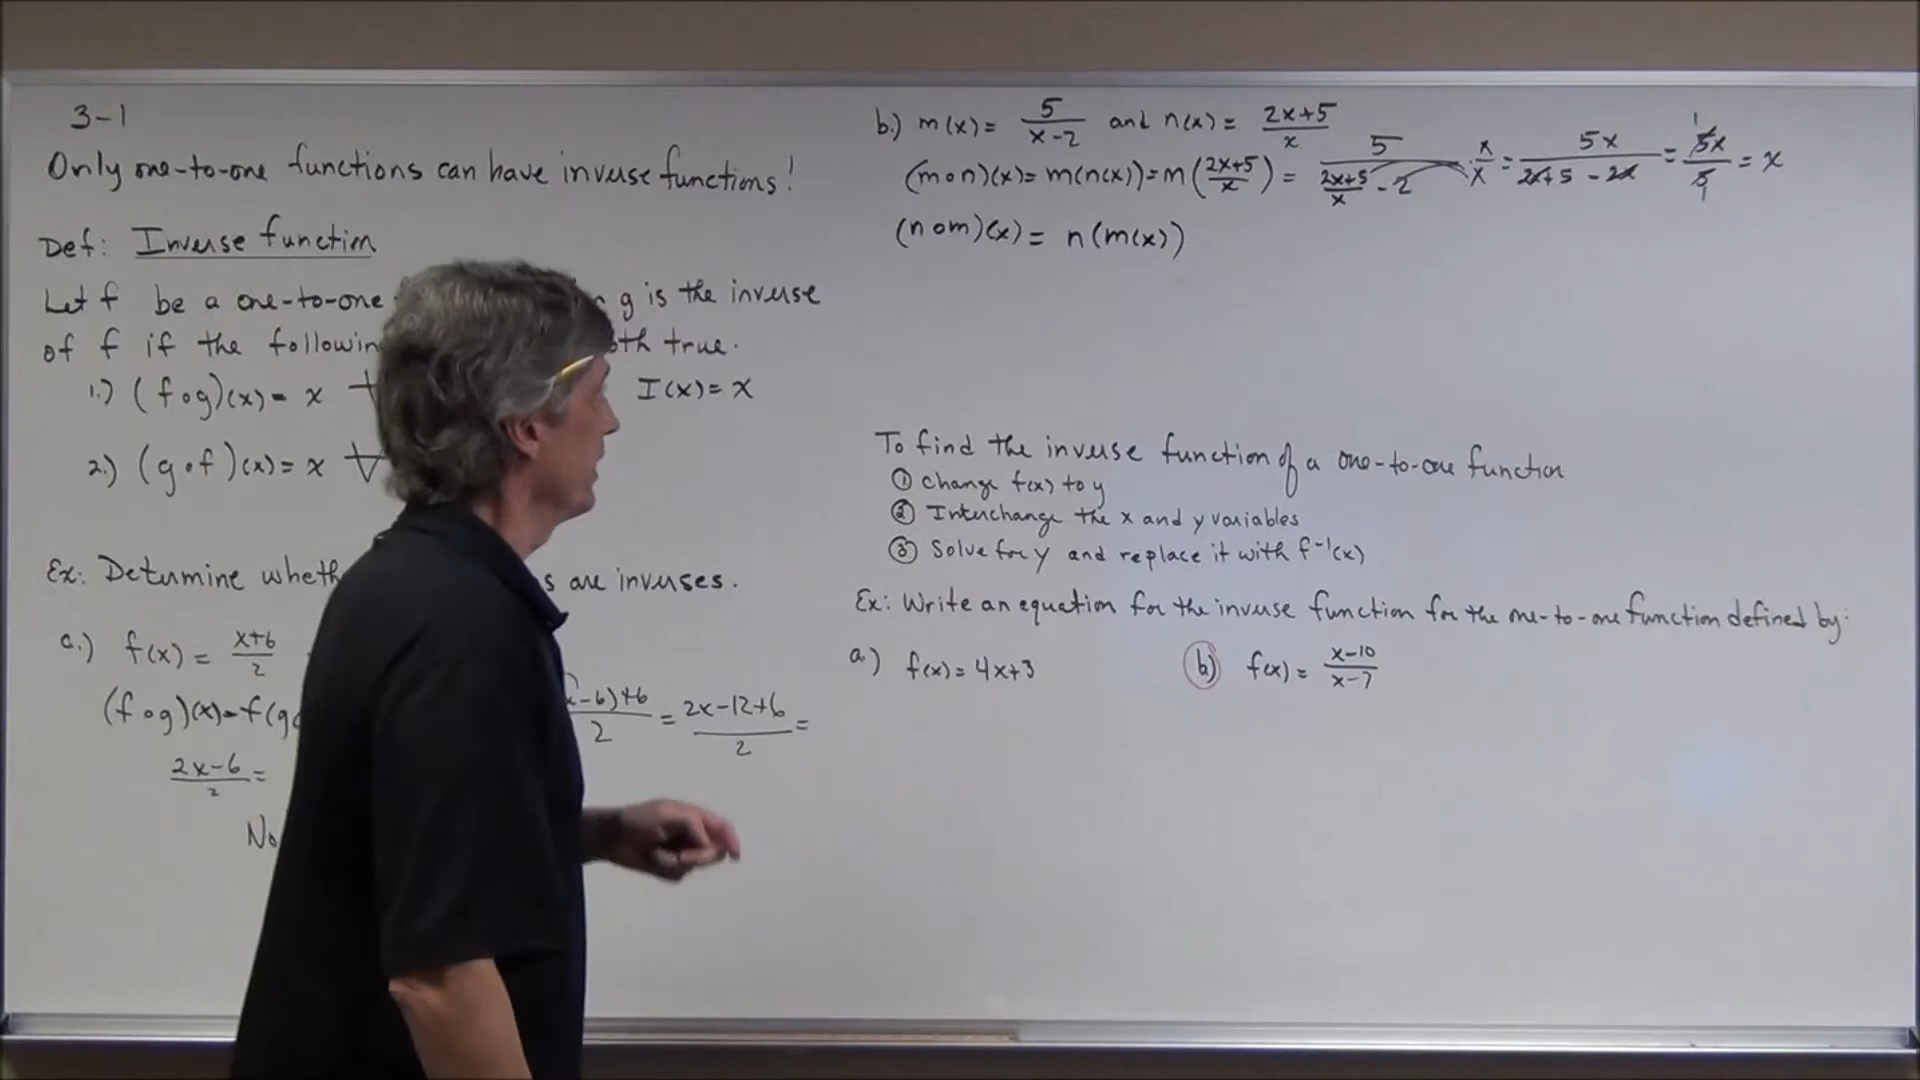 3-1
Only one-to-one functions can have inverse functions!
Def: Inverse function
Let f be a one-to-one g is the inverse
of f if the following both true.
1.) (f∘g)(x) = x ∀ I(x) = x
2.) (g∘f)(x) = x ∀
Ex: Determine whether are inverses.
a.) f(x) = (x+6)/2
(f∘g)(x) = f(g -6)+6)/2 = (2x-12+6)/2 =
(2x-6)/2 =
No
b.) m(x) = 5/(x-2) and n(x) = (2x+5)/x
(m∘n)(x) = m(n(x)) = m((2x+5)/x) = 5/((2x+5)/x - 2) · x/x = 5x/(2x+5-2x) = 5x/5 = x
(n∘m)(x) = n(m(x))
To find the inverse function of a one-to-one function
① Change f(x) to y
② Interchange the x and y variables
③ Solve for y and replace it with f⁻¹(x)
Ex: Write an equation for the inverse function for the one-to-one function defined by:
a.) f(x) = 4x+3 b) f(x) = (x-10)/(x-7)